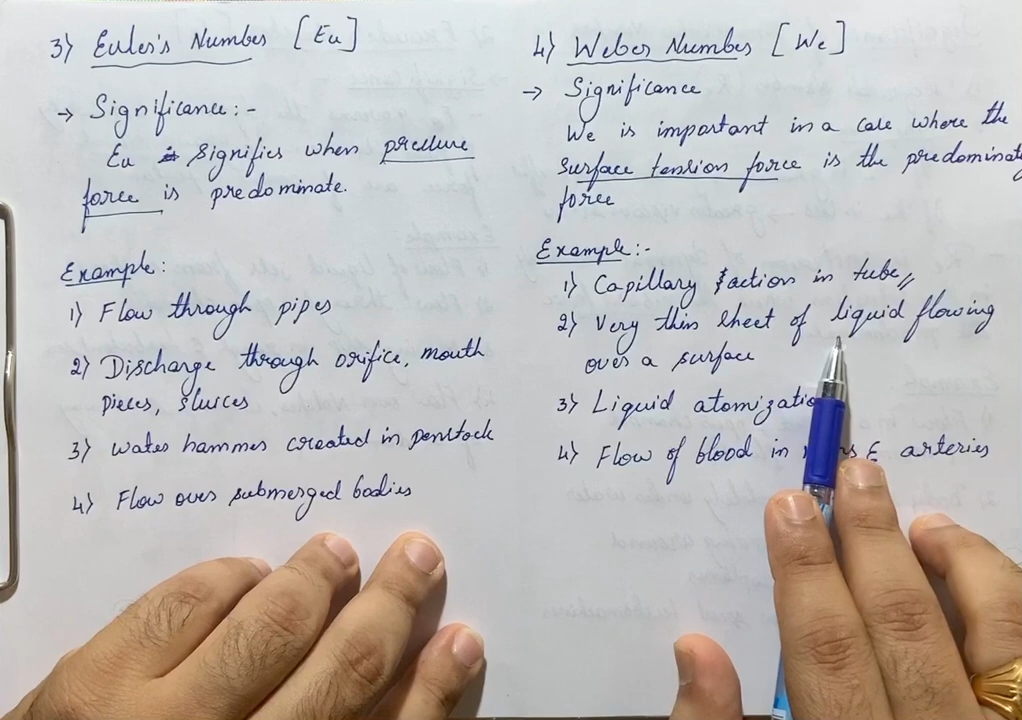 3) Euler's Number [Eu]
→ Significance:-
Eu signifies when pressure
force is predominate.
Example:
1) Flow through pipes
2) Discharge through orifice, mouth
pieces, sluices
3) Water hammer created in penstock
4) Flow over submerged bodies
4) Weber Number [We]
→ Significance
We is important in a case where the
surface tension force is the predominate
force
Example:-
1) Capillary action in tube,,
2) Very thin sheet of liquid flowing
over a surface
3) Liquid
4) Flow of blood in & arteries